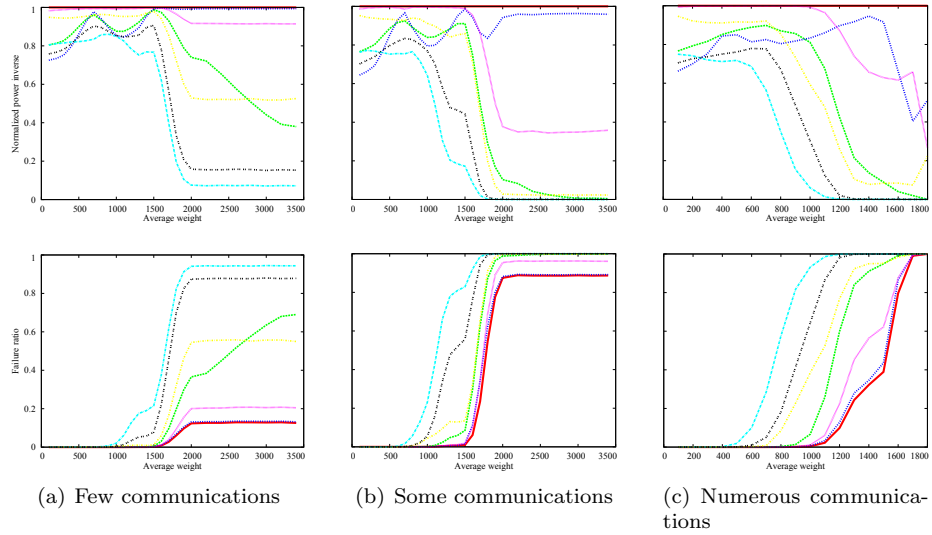 Normalized power inverse
1
0.8
0.6
0.4
0.2
0
0 500 1000 1500 2000 2500 3000 3500
Average weight
0 500 1000 1500 2000 2500 3000 3500
Average weight
0 200 400 600 800 1000 1200 1400 1600 1800
Average weight
Failure ratio
1
0.8
0.6
0.4
0.2
0
0 500 1000 1500 2000 2500 3000 3500
Average weight
0 500 1000 1500 2000 2500 3000 3500
Average weight
0 200 400 600 800 1000 1200 1400 1600 1800
Average weight
(a) Few communications
(b) Some communications
(c) Numerous communica-
tions